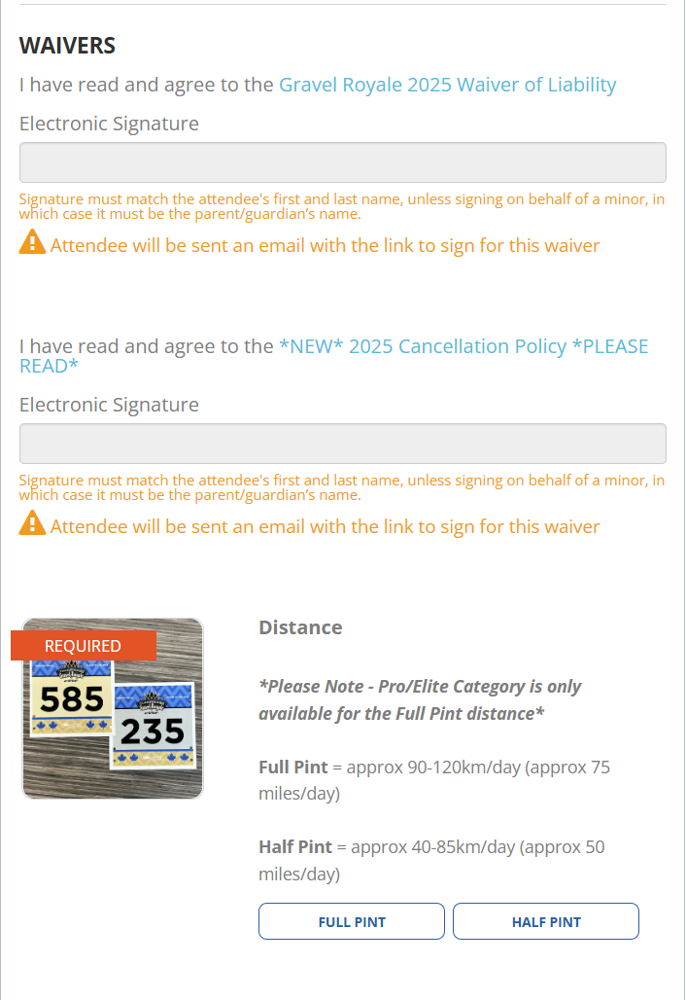 WAIVERS
I have read and agree to the Gravel Royale 2025 Waiver of Liability
Electronic Signature
Signature must match the attendee's first and last name, unless signing on behalf of a minor, in
which case it must be the parent/guardian’s name.
Attendee will be sent an email with the link to sign for this waiver
I have read and agree to the *NEW* 2025 Cancellation Policy *PLEASE
READ*
Electronic Signature
Signature must match the attendee's first and last name, unless signing on behalf of a minor, in
which case it must be the parent/guardian’s name.
Attendee will be sent an email with the link to sign for this waiver
REQUIRED
585
235
Distance
*Please Note - Pro/Elite Category is only
available for the Full Pint distance*
Full Pint = approx 90-120km/day (approx 75
miles/day)
Half Pint = approx 40-85km/day (approx 50
miles/day)
FULL PINT
HALF PINT